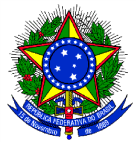 REPÚBLICA FEDERATIVA DO BRASIL
15 de Novembro de 1889